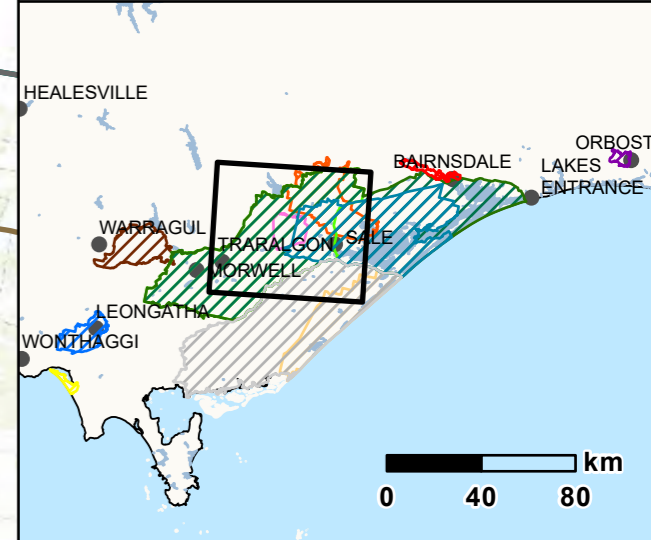 HEALESVILLE
ORBOST
BAIRNSDALE
LAKES
ENTRANCE
WARRAGUL
TRARALGON
SALE
MORWELL
LEONGATHA
WONTHAGGI
km
0 40 80